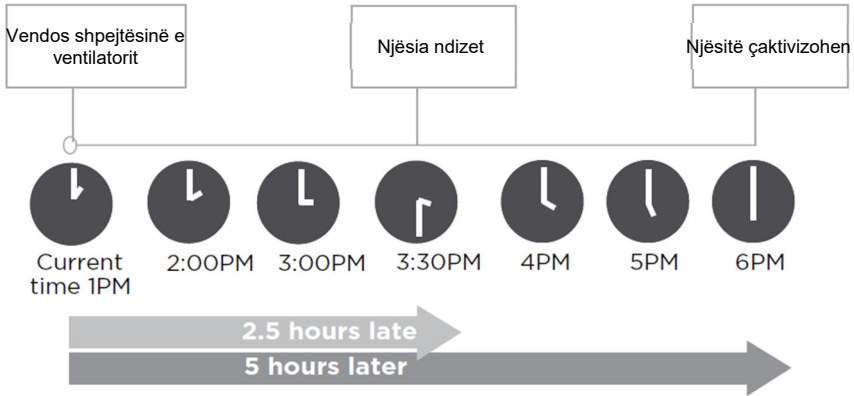 Vendos shpejtësinë e
ventilatorit
Njësia ndizet
Njësitë çaktivizohen
Current
time 1PM
2:00PM
3:00PM
3:30PM
4PM
5PM
6PM
2.5 hours late
5 hours later